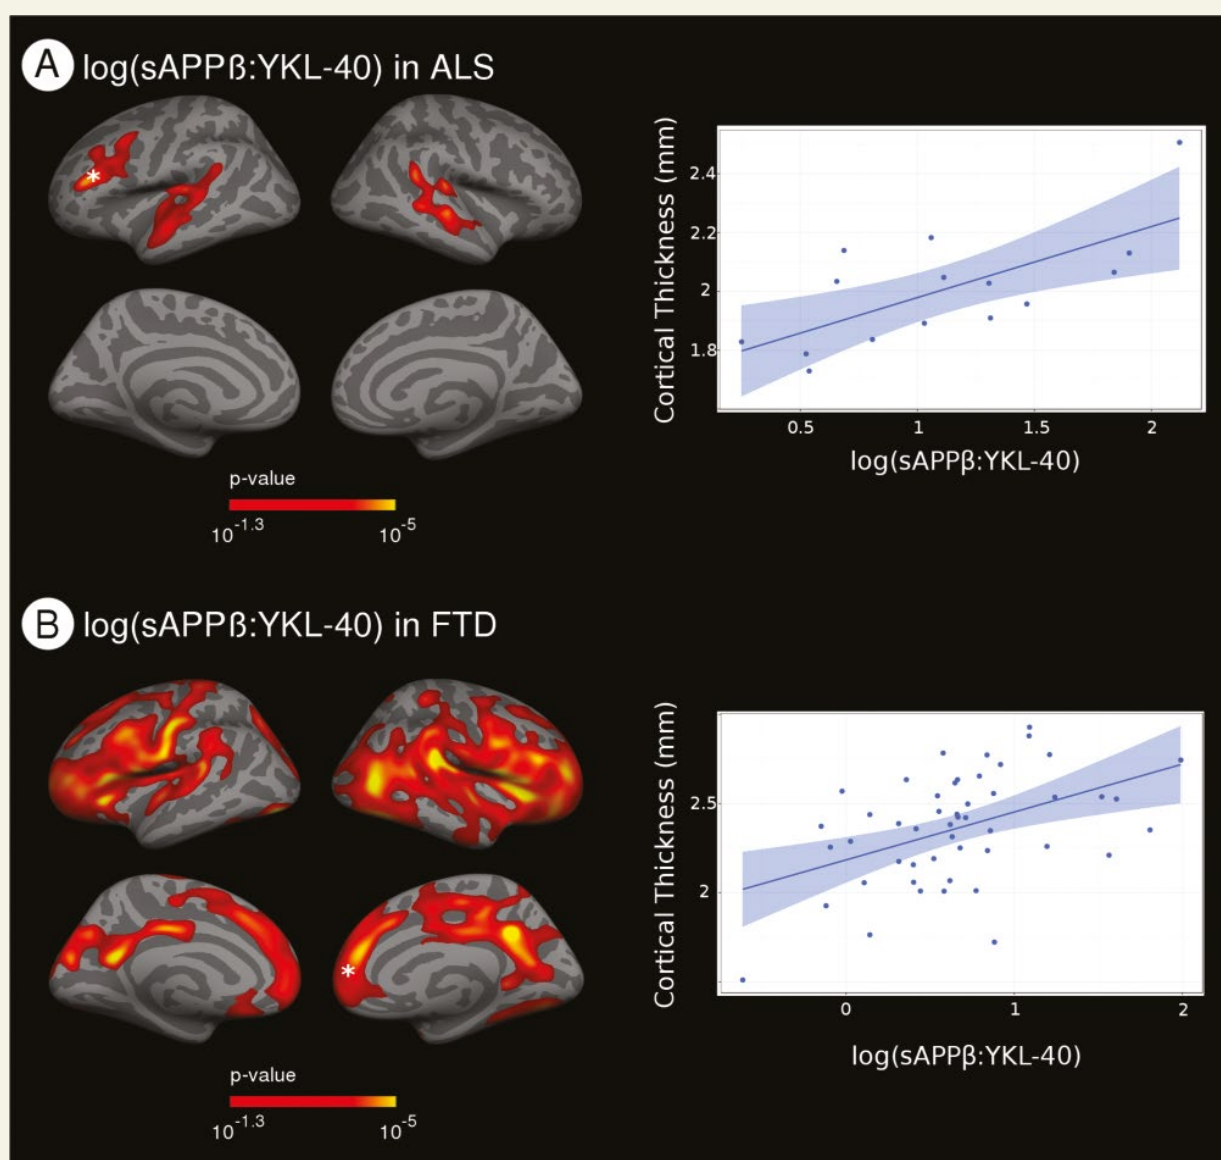 A log(sAPPβ:YKL-40) in ALS
*
p-value
10^-1.3 10^-5
Cortical Thickness (mm)
2.4
2.2
2
1.8
0.5 1 1.5 2
log(sAPPβ:YKL-40)
B log(sAPPβ:YKL-40) in FTD
*
p-value
10^-1.3 10^-5
Cortical Thickness (mm)
2.5
2
0 1 2
log(sAPPβ:YKL-40)